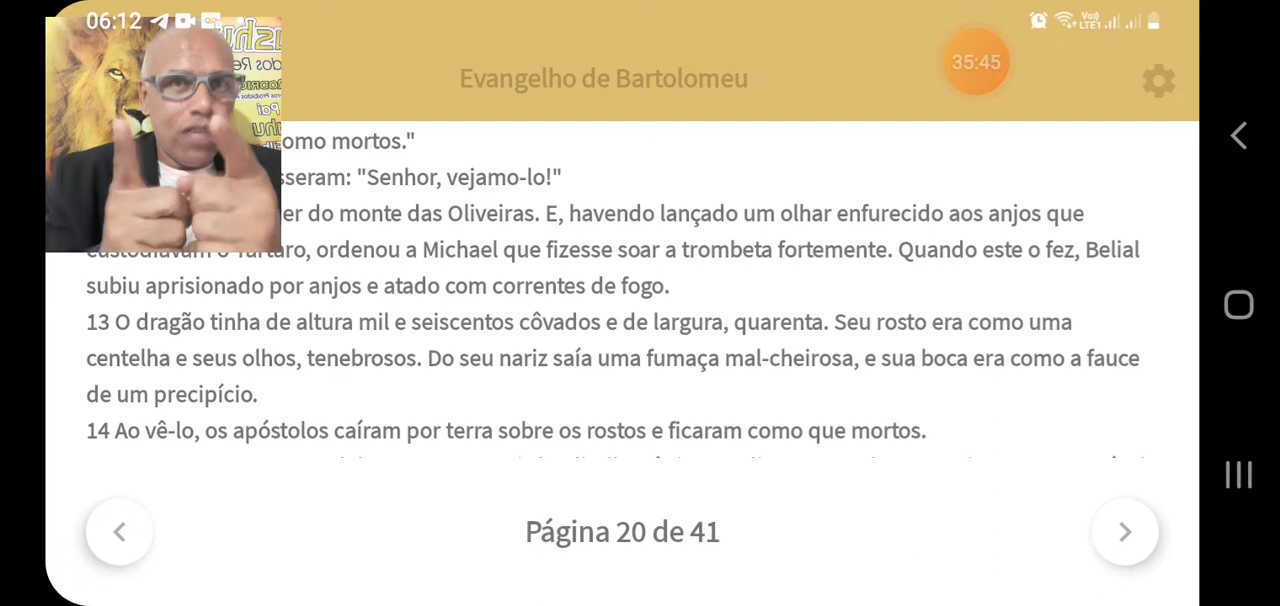 06:12
Vo))
LTE1
35:45
Evangelho de Bartolomeu
omo mortos."
sseram: "Senhor, vejamo-lo!"
er do monte das Oliveiras. E, havendo lançado um olhar enfurecido aos anjos que
custodiavam o Tártaro, ordenou a Michael que fizesse soar a trombeta fortemente. Quando este o fez, Belial
subiu aprisionado por anjos e atado com correntes de fogo.
13 O dragão tinha de altura mil e seiscentos côvados e de largura, quarenta. Seu rosto era como uma
centelha e seus olhos, tenebrosos. Do seu nariz saía uma fumaça mal-cheirosa, e sua boca era como a fauce
de um precipício.
14 Ao vê-lo, os apóstolos caíram por terra sobre os rostos e ficaram como que mortos.
Página 20 de 41